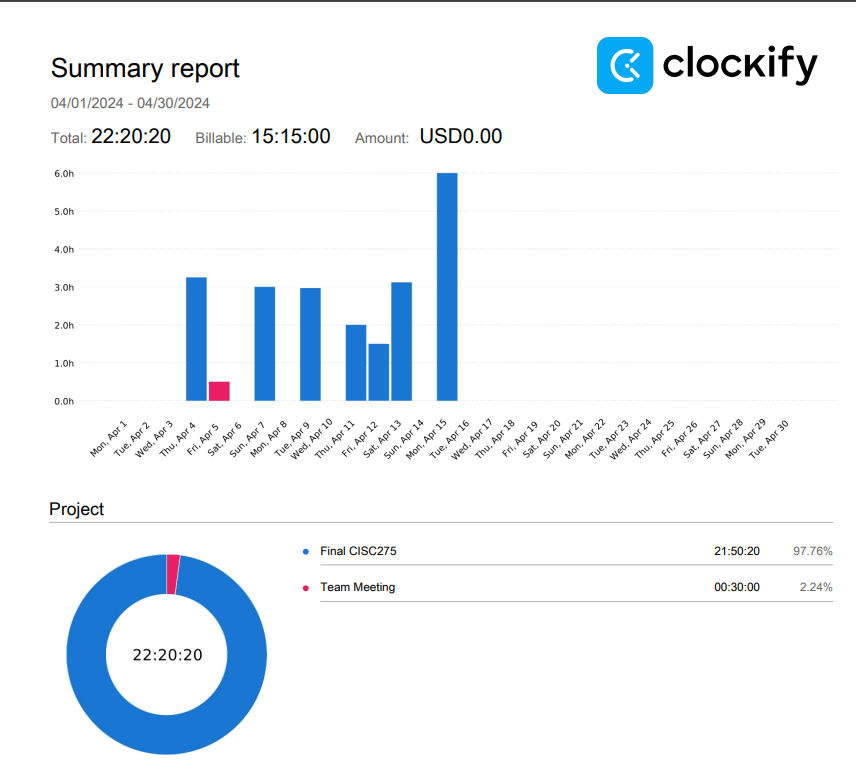 Summary report
clockify
04/01/2024 - 04/30/2024
Total: 22:20:20 Billable: 15:15:00 Amount: USD0.00
6.0h
5.0h
4.0h
3.0h
2.0h
1.0h
0.0h
Mon, Apr 1
Tue, Apr 2
Wed, Apr 3
Thu, Apr 4
Fri, Apr 5
Sat, Apr 6
Sun, Apr 7
Mon, Apr 8
Tue, Apr 9
Wed, Apr 10
Thu, Apr 11
Fri, Apr 12
Sat, Apr 13
Sun, Apr 14
Mon, Apr 15
Tue, Apr 16
Wed, Apr 17
Thu, Apr 18
Fri, Apr 19
Sat, Apr 20
Sun, Apr 21
Mon, Apr 22
Tue, Apr 23
Wed, Apr 24
Thu, Apr 25
Fri, Apr 26
Sat, Apr 27
Sun, Apr 28
Mon, Apr 29
Tue, Apr 30
Project
Final CISC275 21:50:20 97.76%
Team Meeting 00:30:00 2.24%
22:20:20